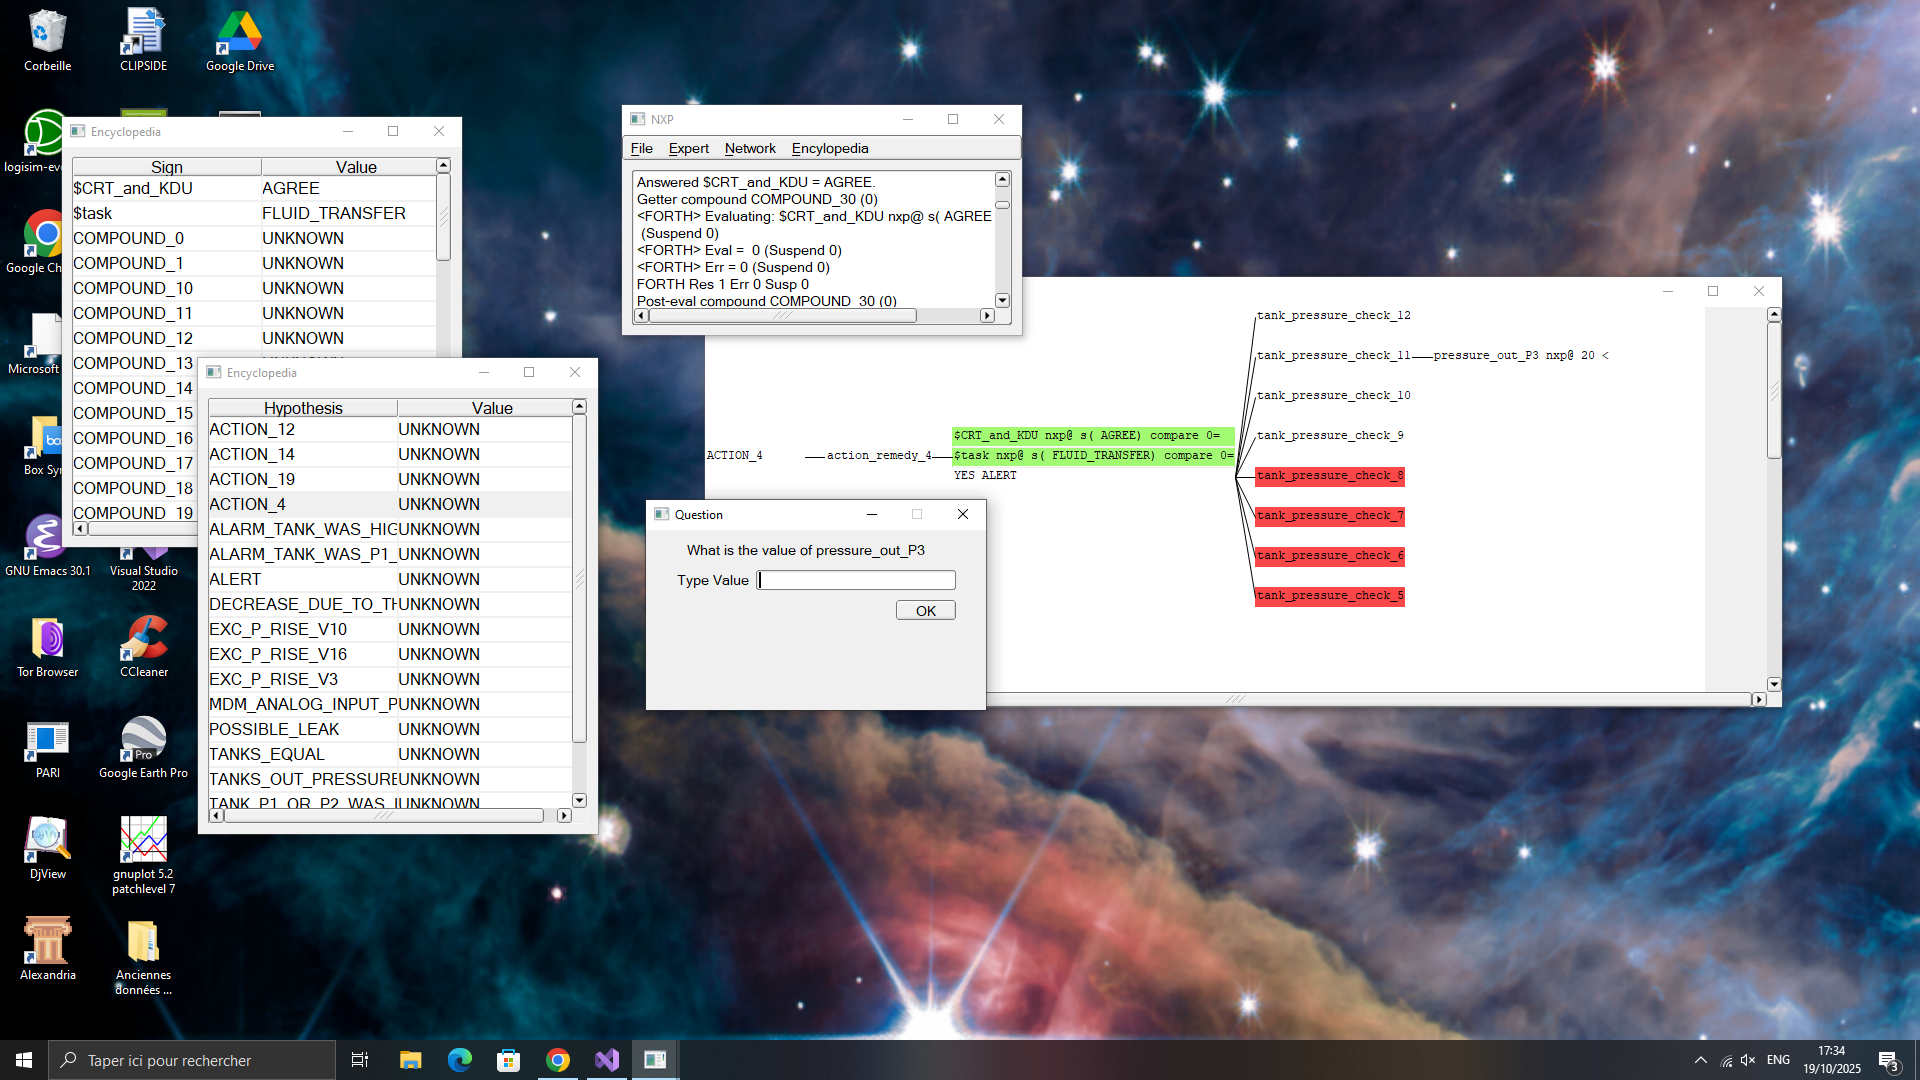 Corbeille
CLIPSIDE
Google Drive
logisim-ev
Google Ch
Microsoft
Box Syn
GNU Emacs 30.1
Visual Studio
2022
Tor Browser
CCleaner
PARI
Google Earth Pro
DjView
gnuplot 5.2
patchlevel 7
Alexandria
Anciennes
données ...
Encyclopedia
Sign Value
$CRT_and_KDU AGREE
$task FLUID_TRANSFER
COMPOUND_0 UNKNOWN
COMPOUND_1 UNKNOWN
COMPOUND_10 UNKNOWN
COMPOUND_11 UNKNOWN
COMPOUND_12 UNKNOWN
COMPOUND_13
COMPOUND_14
COMPOUND_15
COMPOUND_16
COMPOUND_17
COMPOUND_18
COMPOUND_19
Encyclopedia
Hypothesis Value
ACTION_12 UNKNOWN
ACTION_14 UNKNOWN
ACTION_19 UNKNOWN
ACTION_4 UNKNOWN
ALARM_TANK_WAS_HIG UNKNOWN
ALARM_TANK_WAS_P1_ UNKNOWN
ALERT UNKNOWN
DECREASE_DUE_TO_TH UNKNOWN
EXC_P_RISE_V10 UNKNOWN
EXC_P_RISE_V16 UNKNOWN
EXC_P_RISE_V3 UNKNOWN
MDM_ANALOG_INPUT_P UNKNOWN
POSSIBLE_LEAK UNKNOWN
TANKS_EQUAL UNKNOWN
TANKS_OUT_PRESSURE UNKNOWN
TANK_P1_OR_P2_WAS_ UNKNOWN
NXP
File Expert Network Encylopedia
Answered $CRT_and_KDU = AGREE.
Getter compound COMPOUND_30 (0)
<FORTH> Evaluating: $CRT_and_KDU nxp@ s( AGREE
(Suspend 0)
<FORTH> Eval = 0 (Suspend 0)
<FORTH> Err = 0 (Suspend 0)
FORTH Res 1 Err 0 Susp 0
Post-eval compound COMPOUND_30 (0)
tank_pressure_check_12
tank_pressure_check_11 pressure_out_P3 nxp@ 20 <
tank_pressure_check_10
$CRT_and_KDU nxp@ s( AGREE) compare 0= tank_pressure_check_9
ACTION_4 action_remedy_4 $task nxp@ s( FLUID_TRANSFER) compare 0=
YES ALERT tank_pressure_check_8
tank_pressure_check_7
tank_pressure_check_6
tank_pressure_check_5
Question
What is the value of pressure_out_P3
Type Value
OK
Taper ici pour rechercher
ENG
17:34
19/10/2025
3